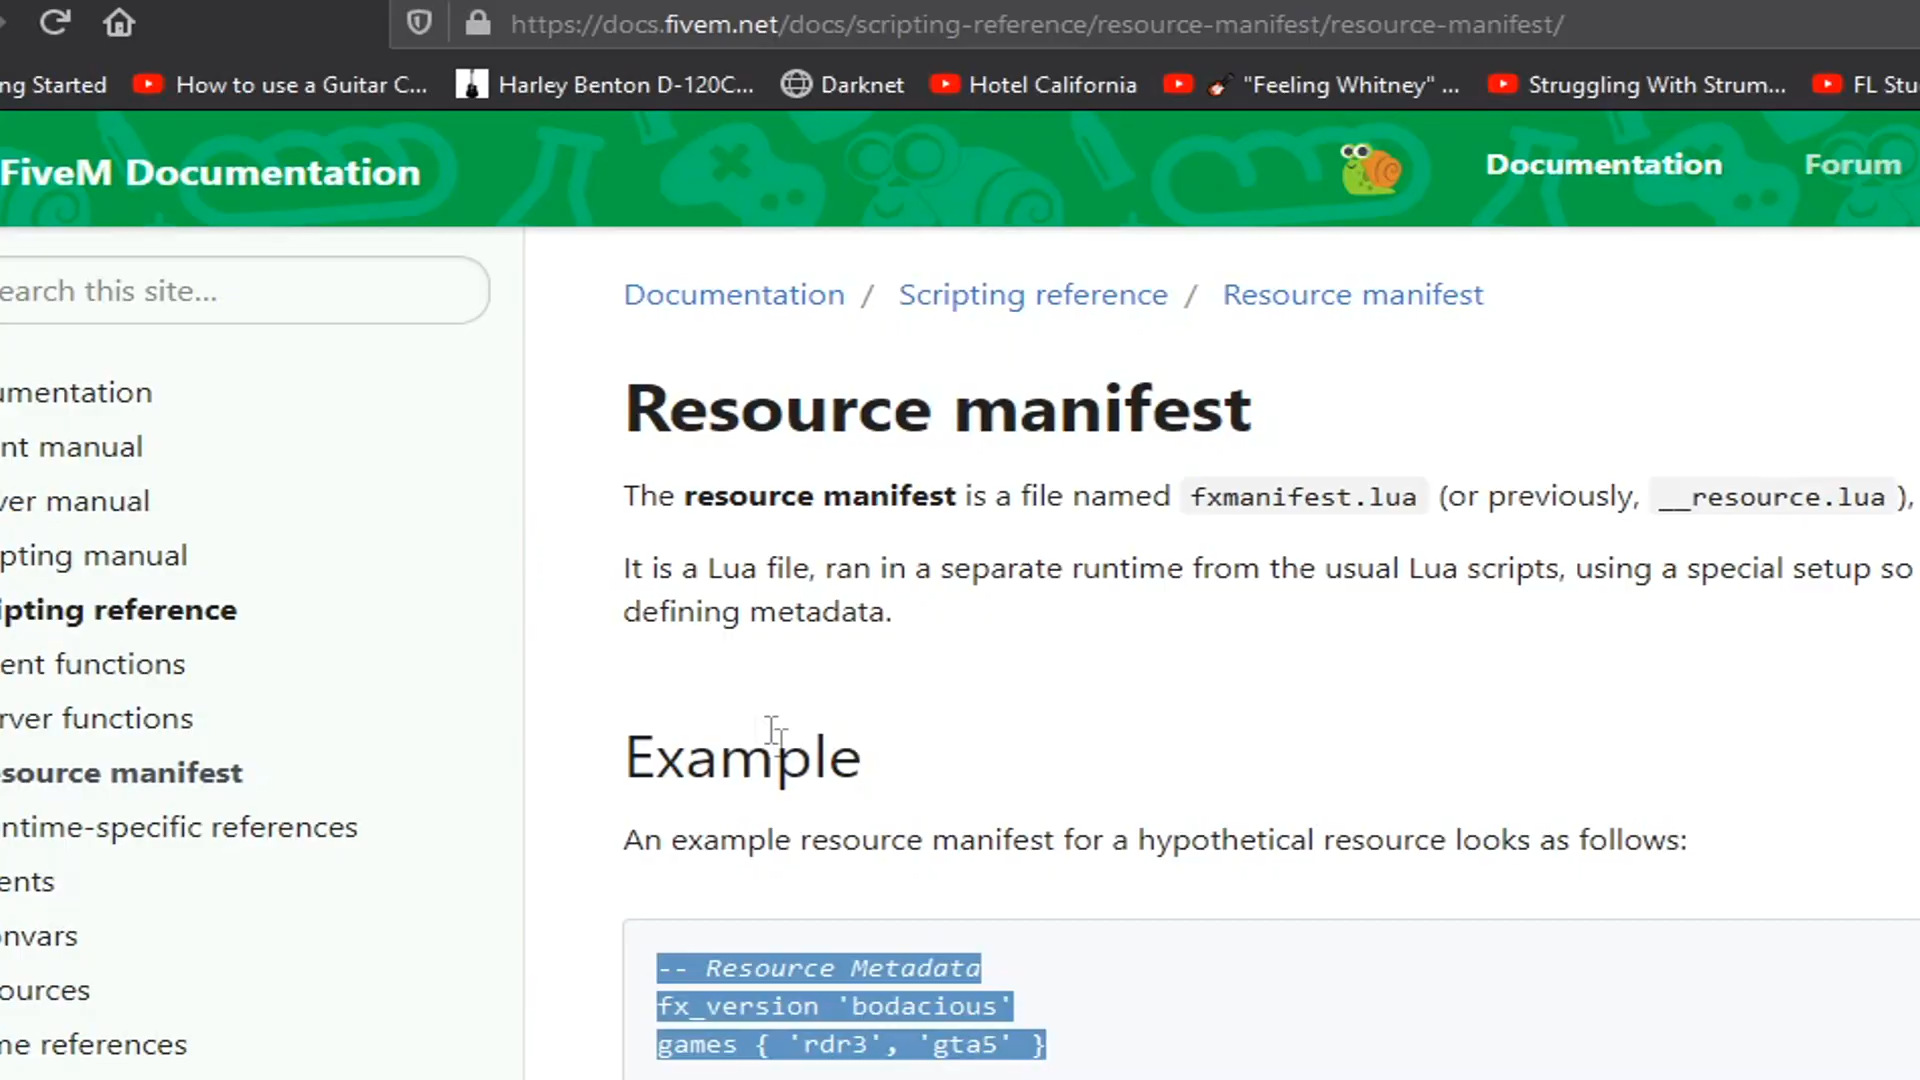 https://docs.fivem.net/docs/scripting-reference/resource-manifest/resource-manifest/
ng Started How to use a Guitar C... Harley Benton D-120C... Darknet Hotel California "Feeling Whitney" ... Struggling With Strum... FL Stu
FiveM Documentation Documentation Forum
earch this site...
umentation
nt manual
ver manual
pting manual
ipting reference
ent functions
rver functions
source manifest
ntime-specific references
ents
onvars
ources
me references
Documentation / Scripting reference / Resource manifest
Resource manifest
The resource manifest is a file named fxmanifest.lua (or previously, __resource.lua),
It is a Lua file, ran in a separate runtime from the usual Lua scripts, using a special setup so
defining metadata.
Example
An example resource manifest for a hypothetical resource looks as follows:
-- Resource Metadata
fx_version 'bodacious'
games { 'rdr3', 'gta5' }